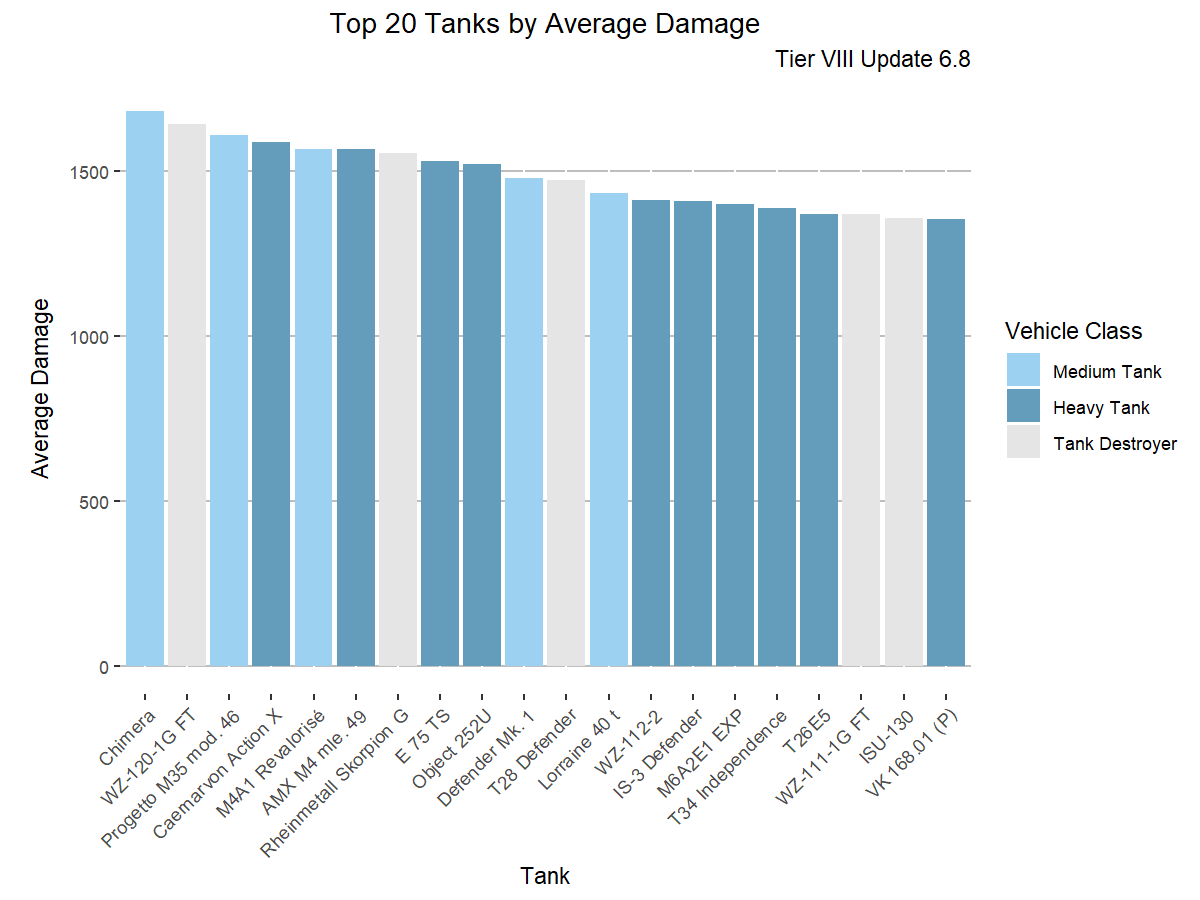 Top 20 Tanks by Average Damage
Tier VIII Update 6.8
Average Damage
1500
1000
500
0
Chimera
WZ-120-1G FT
Progetto M35 mod. 46
Caernarvon Action X
M4A1 Revalorisé
AMX M4 mle. 49
Rheinmetall Skorpion G
E 75 TS
Object 252U
Defender Mk. 1
T28 Defender
Lorraine 40 t
WZ-112-2
IS-3 Defender
M6A2E1 EXP
T34 Independence
T26E5
WZ-111-1G FT
ISU-130
VK 168.01 (P)
Tank
Vehicle Class
Medium Tank
Heavy Tank
Tank Destroyer